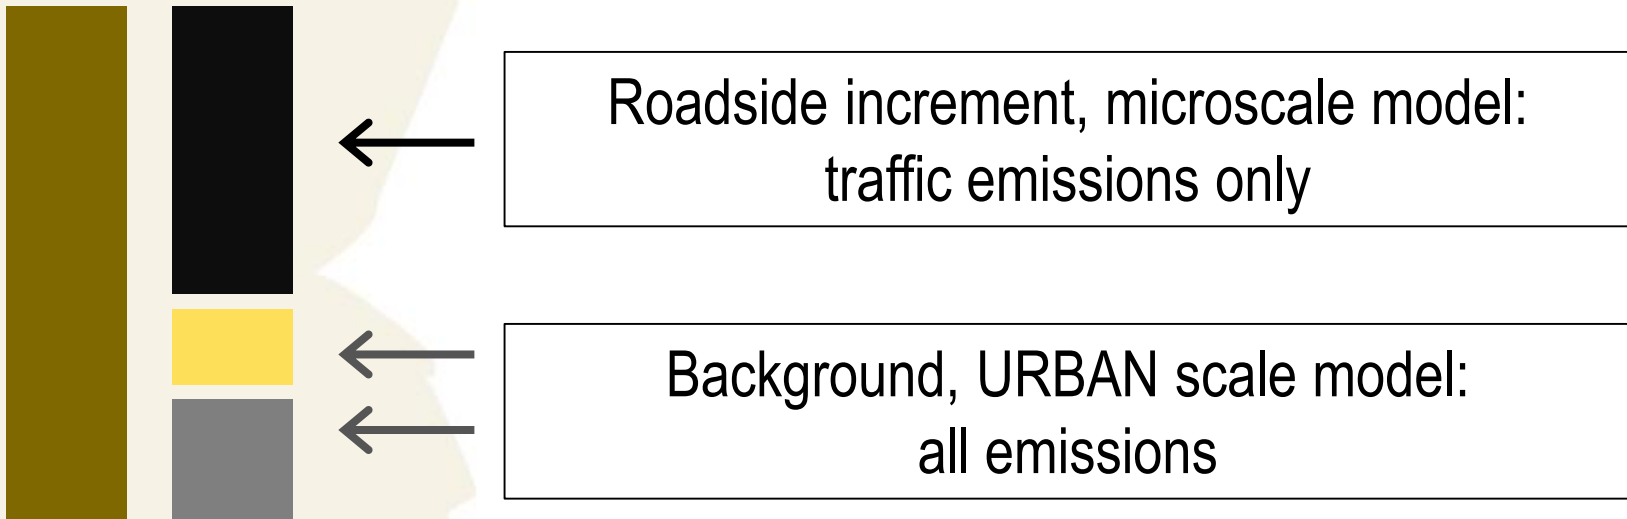 Roadside increment, microscale model:
traffic emissions only
Background, URBAN scale model:
all emissions